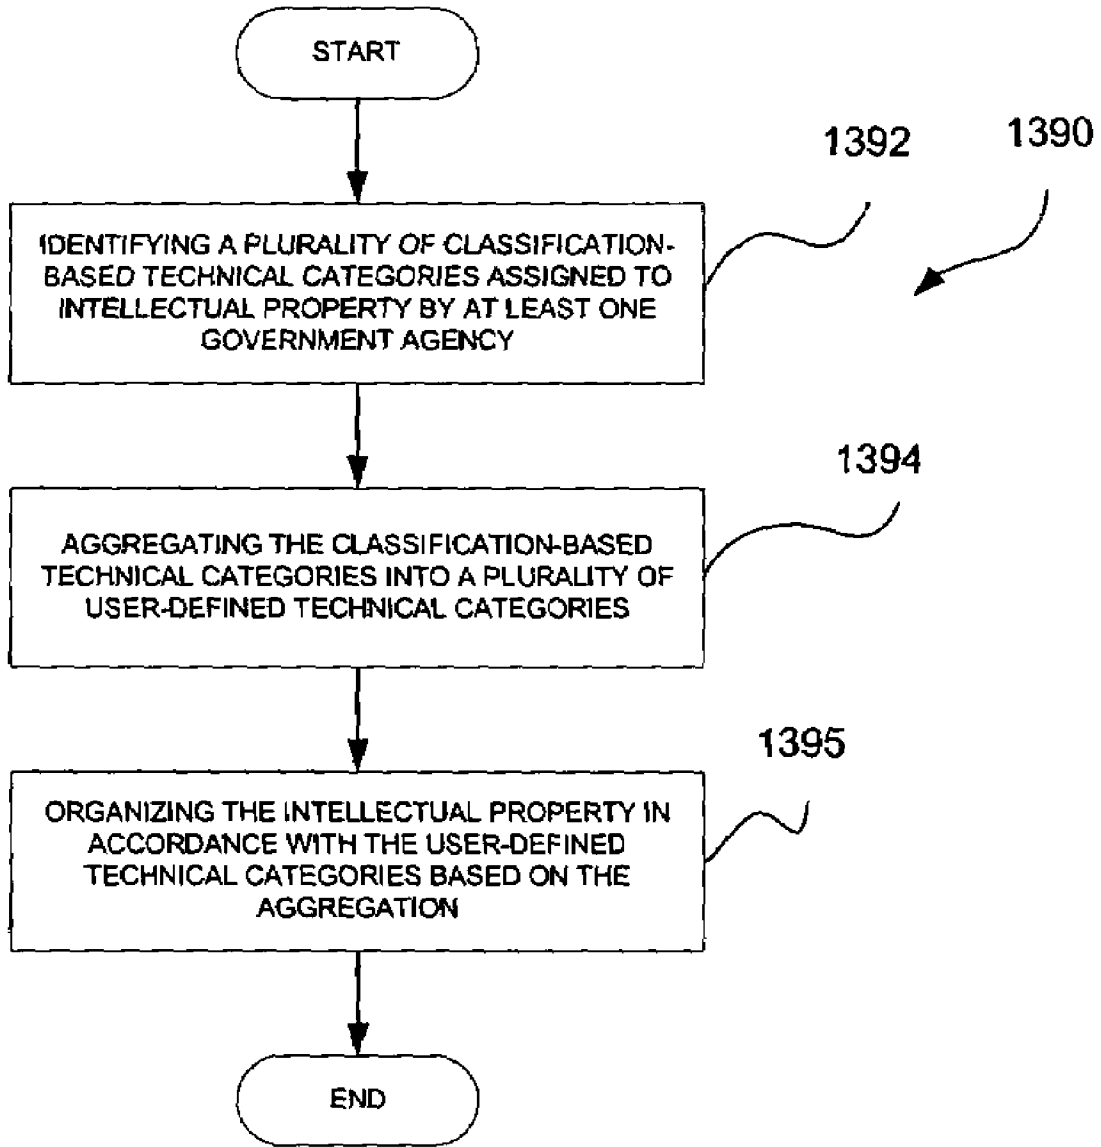 START
1392
1390
IDENTIFYING A PLURALITY OF CLASSIFICATION-
BASED TECHNICAL CATEGORIES ASSIGNED TO
INTELLECTUAL PROPERTY BY AT LEAST ONE
GOVERNMENT AGENCY
1394
AGGREGATING THE CLASSIFICATION-BASED
TECHNICAL CATEGORIES INTO A PLURALITY OF
USER-DEFINED TECHNICAL CATEGORIES
1395
ORGANIZING THE INTELLECTUAL PROPERTY IN
ACCORDANCE WITH THE USER-DEFINED
TECHNICAL CATEGORIES BASED ON THE
AGGREGATION
END